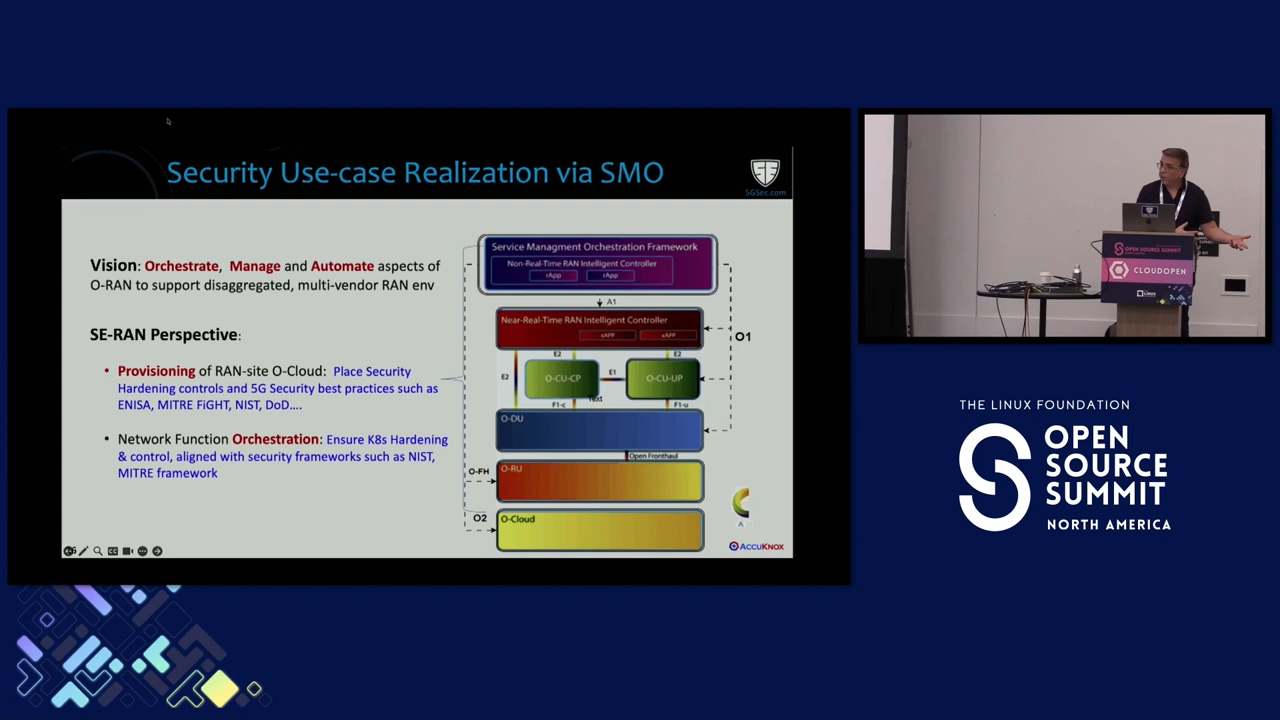 Security Use-case Realization via SMO
5GSec.com
Vision: Orchestrate, Manage and Automate aspects of
O-RAN to support disaggregated, multi-vendor RAN env
SE-RAN Perspective:
• Provisioning of RAN-site O-Cloud: Place Security
Hardening controls and 5G Security best practices such as
ENISA, MITRE FiGHT, NIST, DoD....
• Network Function Orchestration: Ensure K8s Hardening
& control, aligned with security frameworks such as NIST,
MITRE framework
Service Managment Orchestration Framework
Non-Real-Time RAN Intelligent Controller
rApp
rApp
A1
Near-Real-Time RAN Intelligent Controller
xAPP
xAPP
O1
E2
E2
E2
O-CU-CP
E1
O-CU-UP
Text
F1-c
F1-u
O-DU
Open Fronthaul
O-FH
O-RU
O2
O-Cloud
A
ACCUKNOX
OPEN SOURCE SUMMIT
CLOUDOPEN
THE LINUX FOUNDATION
OPEN
SOURCE
SUMMIT
NORTH AMERICA